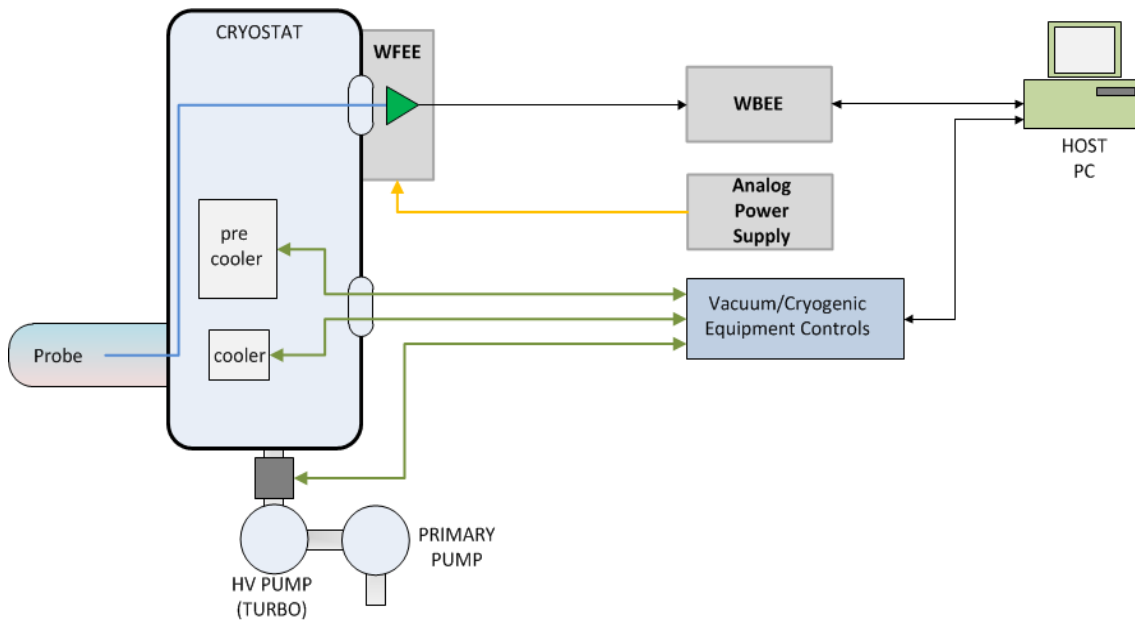 CRYOSTAT
WFEE
WBEE
HOST
PC
Analog
Power
Supply
pre
cooler
Vacuum/Cryogenic
Equipment Controls
Probe
cooler
PRIMARY
PUMP
HV PUMP
(TURBO)